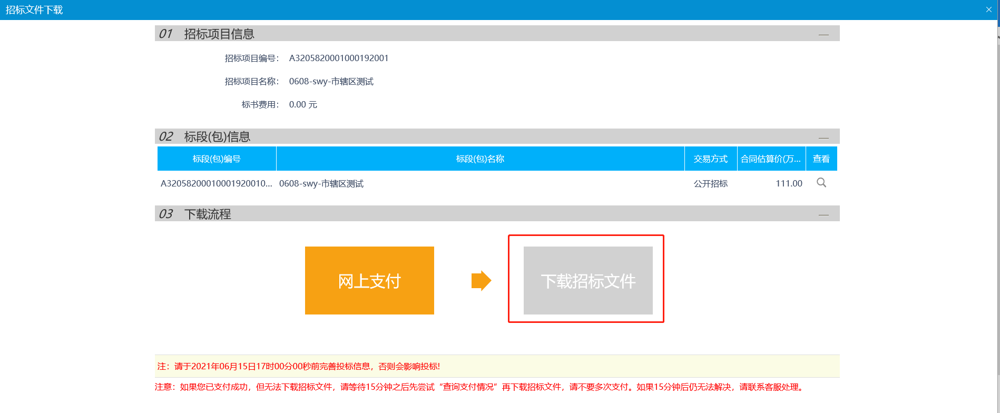 招标文件下载
01 招标项目信息
招标项目编号： A3205820001000192001
招标项目名称： 0608-swy-市辖区测试
标书费用： 0.00 元
02 标段(包)信息
标段(包)编号 标段(包)名称 交易方式 合同估算价(万... 查看
A32058200010001920010... 0608-swy-市辖区测试 公开招标 111.00
03 下载流程
网上支付 下载招标文件
注：请于2021年06月15日17时00分00秒前完善投标信息，否则会影响投标!
注意：如果您已支付成功，但无法下载招标文件，请等待15分钟之后先尝试“查询支付情况”再下载招标文件，请不要多次支付。如果15分钟后仍无法解决，请联系客服处理。